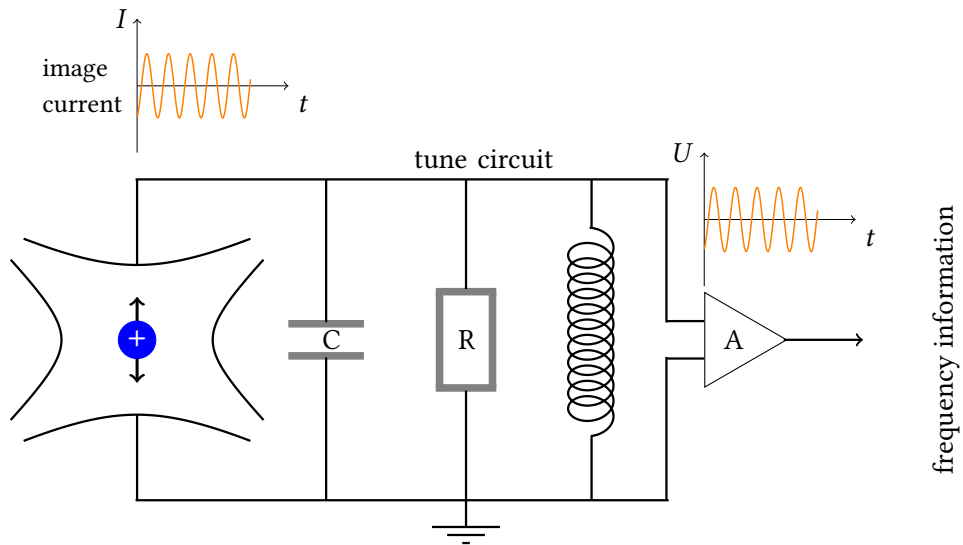 I
image
current
t
tune circuit
U
t
+
C
R
A
frequency information